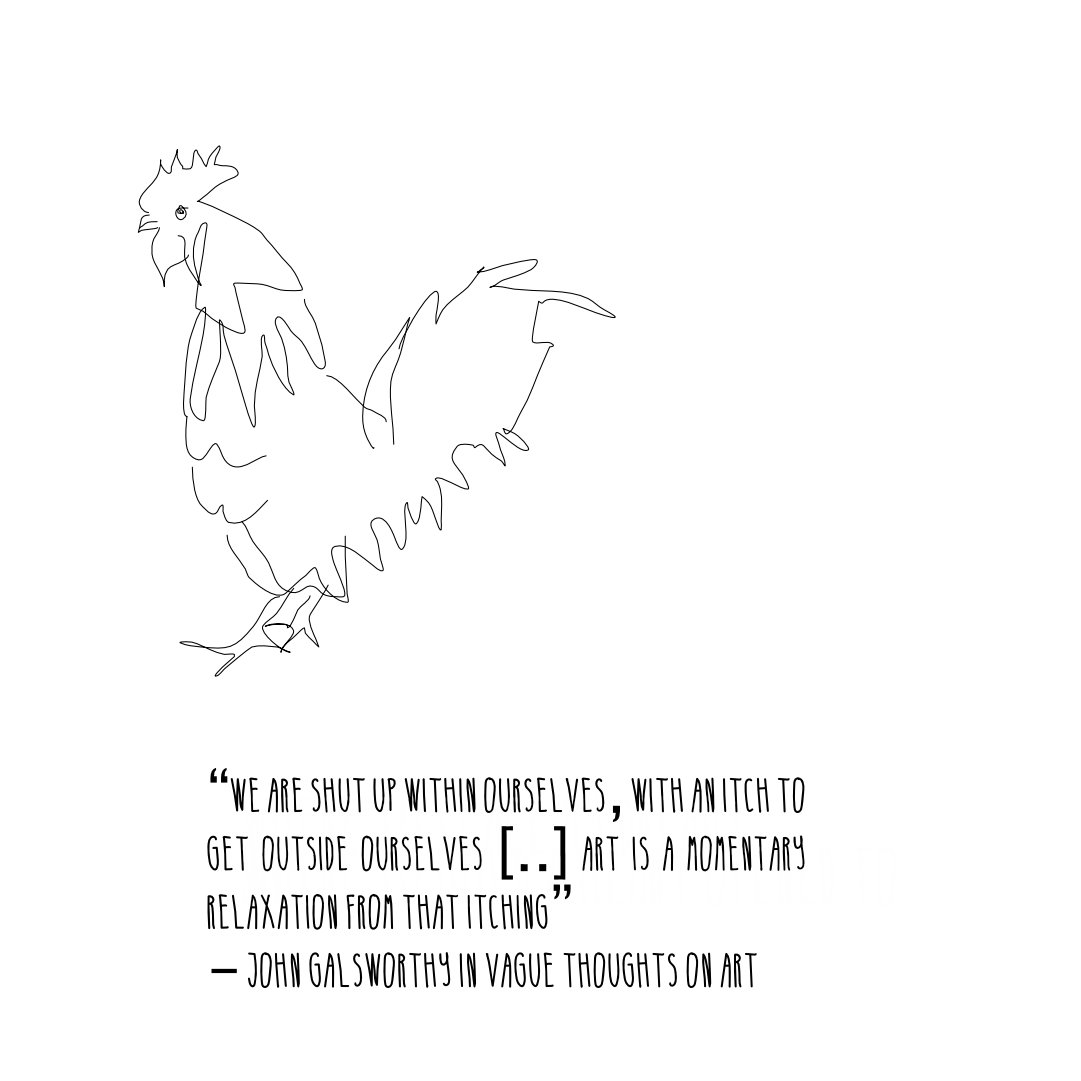 “WE ARE SHUT UP WITHIN OURSELVES, WITH AN ITCH TO
GET OUTSIDE OURSELVES [..] ART IS A MOMENTARY
RELAXATION FROM THAT ITCHING”
– JOHN GALSWORTHY IN VAGUE THOUGHTS ON ART